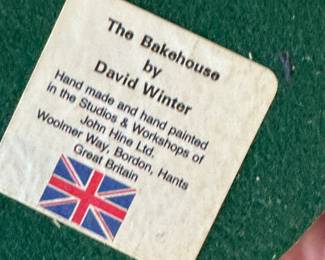 The Bakehouse
by
David Winter
Hand made and hand painted
in the Studios & Workshops of
John Hine Ltd.
Woolmer Way, Bordon, Hants
Great Britain